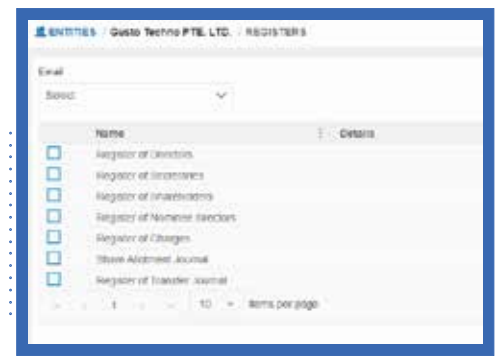 ENTITIES / Gusto Techno PTE. LTD. / REGISTERS
Email
Select
Name
Details
Register of Directors
Register of Secretaries
Register of Shareholders
Register of Nominee Directors
Register of Charges
Share Allotment Journal
Register of Transfer Journal
1 10 items per page